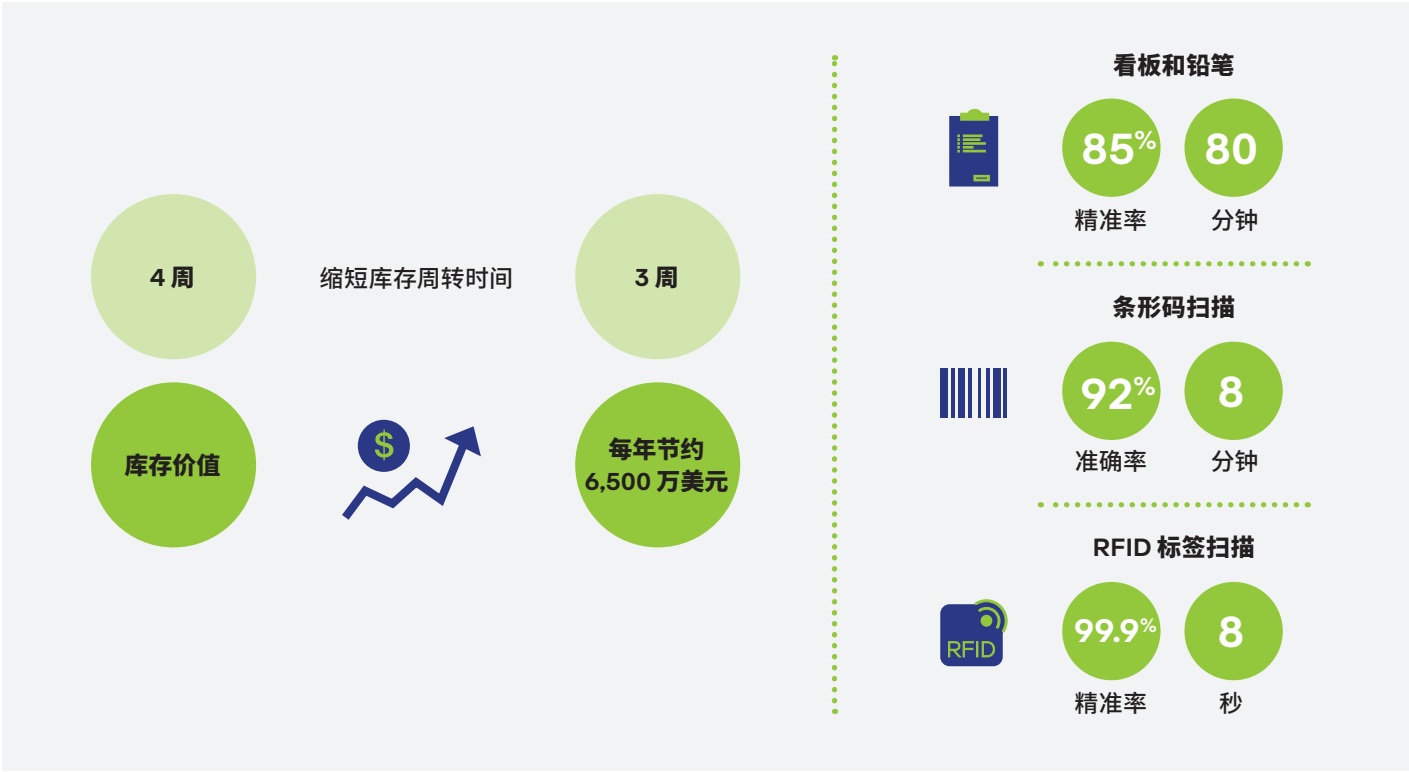 4 周
缩短库存周转时间
3 周
库存价值
$
每年节约
6,500 万美元
看板和铅笔
85%
80
精准率
分钟
条形码扫描
92%
8
准确率
分钟
RFID 标签扫描
RFID
99.9%
8
精准率
秒